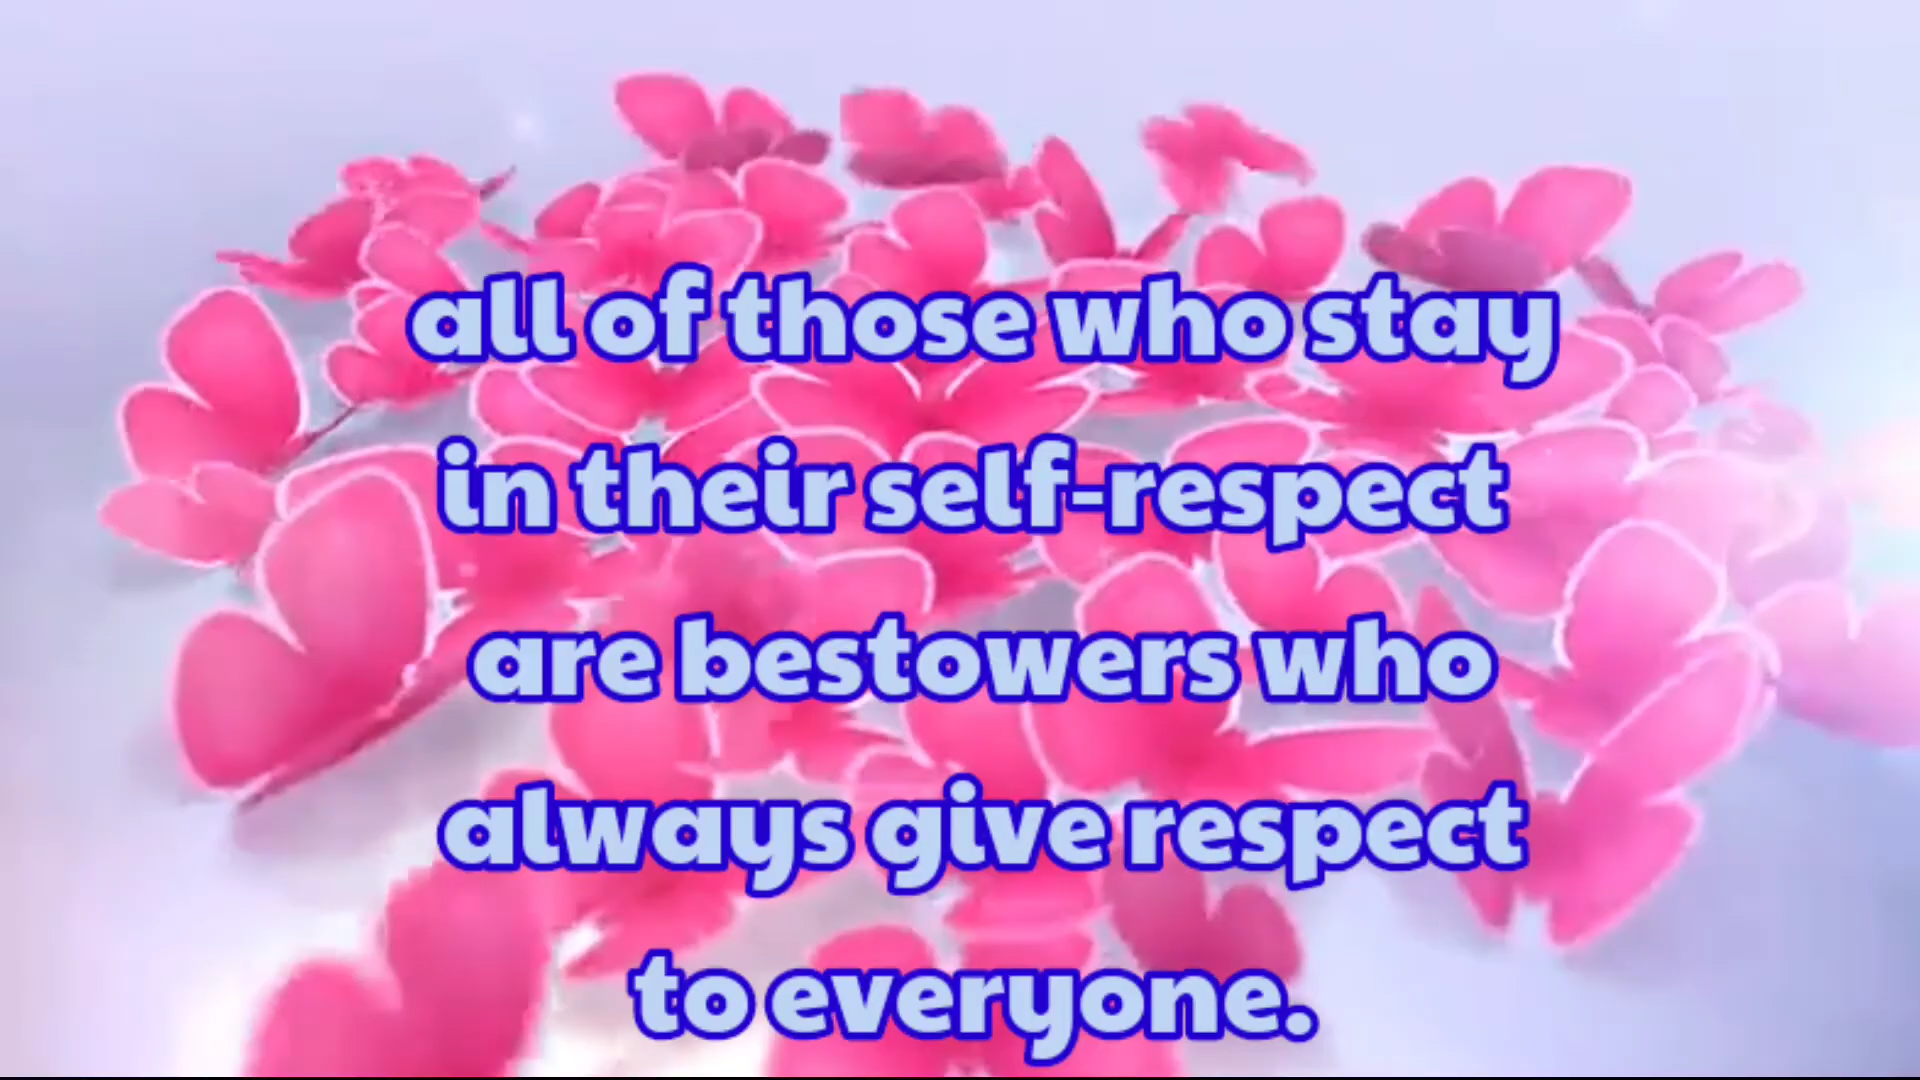 all of those who stay
in their self-respect
are bestowers who
always give respect
to everyone.